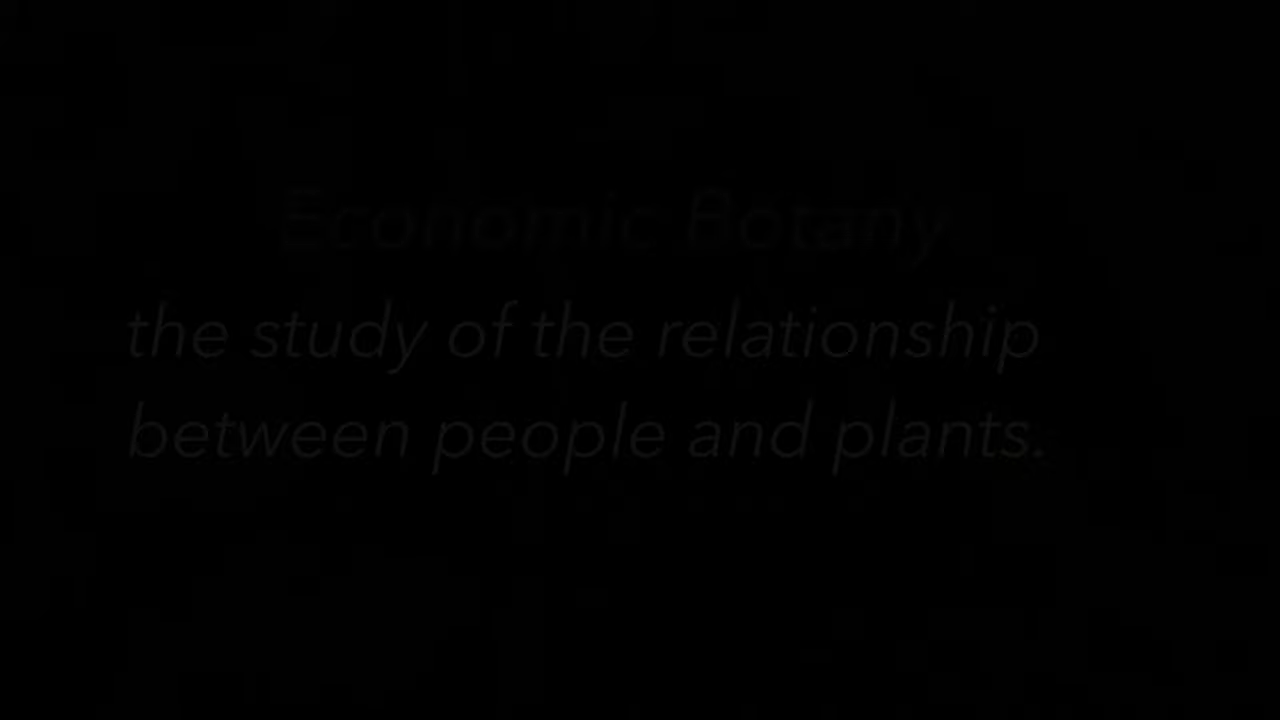 Economic Botany
the study of the relationship
between people and plants.